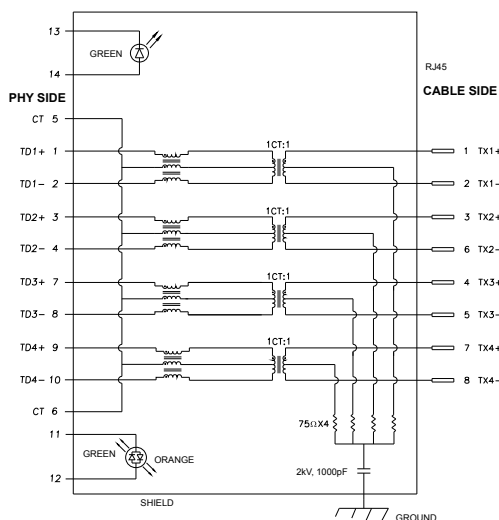 13
GREEN
14
RJ45
PHY SIDE
CABLE SIDE
CT 5
1CT:1
TD1+ 1
1 TX1+
TD1- 2
2 TX1-
1CT:1
TD2+ 3
3 TX2+
TD2- 4
6 TX2-
1CT:1
TD3+ 7
4 TX3+
TD3- 8
5 TX3-
1CT:1
TD4+ 9
7 TX4+
TD4- 10
8 TX4-
CT 6
75ΩX4
11
GREEN
ORANGE
12
2kV, 1000pF
SHIELD
GROUND